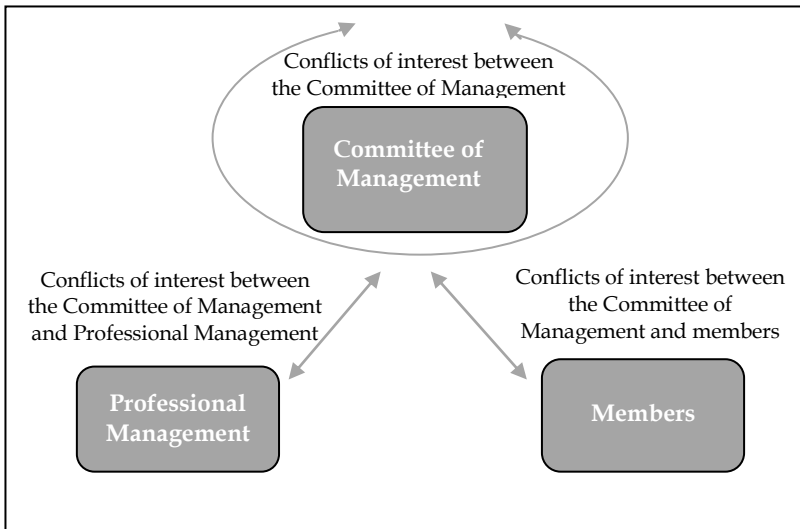 Conflicts of interest between
the Committee of Management
Committee of
Management
Conflicts of interest between
the Committee of Management
and Professional Management
Conflicts of interest between
the Committee of
Management and members
Professional
Management
Members